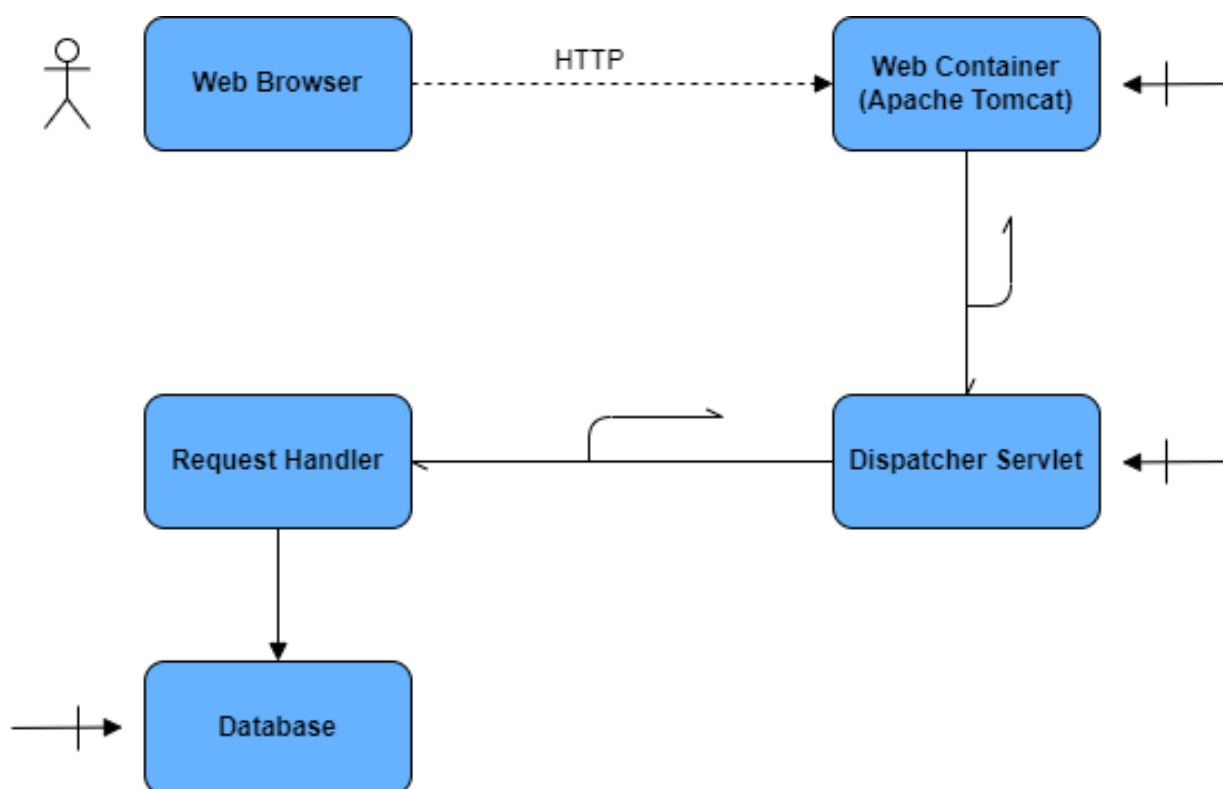 Web Browser
HTTP
Web Container
(Apache Tomcat)
Request Handler
Dispatcher Servlet
Database